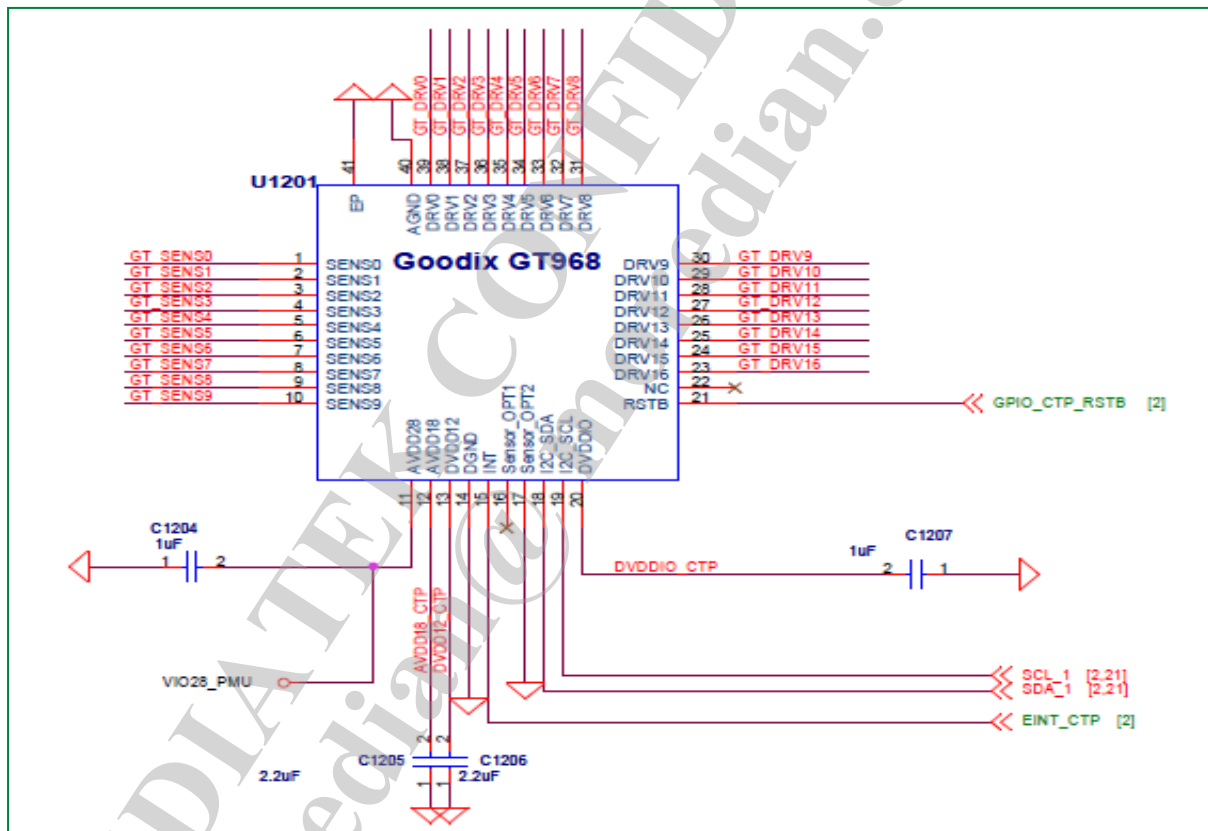 GT_DRV0
GT_DRV1
GT_DRV2
GT_DRV3
GT_DRV4
GT_DRV5
GT_DRV6
GT_DRV7
GT_DRV8
41
40
39
38
37
36
35
34
33
32
31
U1201
EP
AGND
DRV0
DRV1
DRV2
DRV3
DRV4
DRV5
DRV6
DRV7
DRV8
Goodix GT968
GT_SENS0 1 SENS0
GT_SENS1 2 SENS1
GT_SENS2 3 SENS2
GT_SENS3 4 SENS3
GT_SENS4 5 SENS4
GT_SENS5 6 SENS5
GT_SENS6 7 SENS6
GT_SENS7 8 SENS7
GT_SENS8 9 SENS8
GT_SENS9 10 SENS9
DRV9 30 GT_DRV9
DRV10 29 GT_DRV10
DRV11 28 GT_DRV11
DRV12 27 GT_DRV12
DRV13 26 GT_DRV13
DRV14 25 GT_DRV14
DRV15 24 GT_DRV15
DRV16 23 GT_DRV16
NC 22
RSTB 21
GPIO_CTP_RSTB [2]
AVDD28
AVDD18
DVDD12
DGND
INT
Sensor_OPT1
Sensor_OPT2
I2C_SDA
I2C_SCL
DVDDIO
11
12
13
14
15
16
17
18
19
20
C1204
1uF
1 2
C1207
1uF
2 1
DVDDIO_CTP
AVDD18_CTP
DVDD12_CTP
VIO28_PMU
SCL_1 [2,21]
SDA_1 [2,21]
EINT_CTP [2]
2 2
C1205 C1206
2.2uF 2.2uF
1 1
DIATEK CONFID
edian@